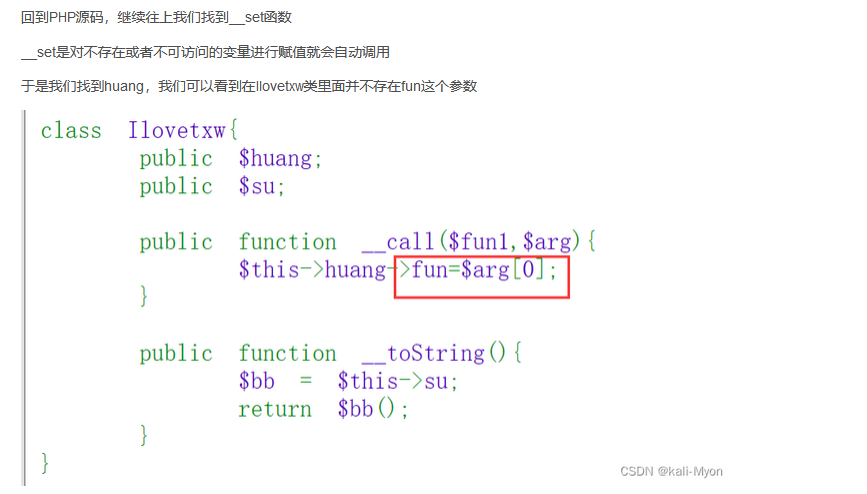 回到PHP源码，继续往上我们找到__set函数
__set是对不存在或者不可访问的变量进行赋值就会自动调用
于是我们找到huang，我们可以看到在Ilovetxw类里面并不存在fun这个参数
class Ilovetxw{
public $huang;
public $su;
public function __call($fun1,$arg){
$this->huang->fun=$arg[0];
}
public function __toString(){
$bb = $this->su;
return $bb();
}
}
CSDN @kali-Myon